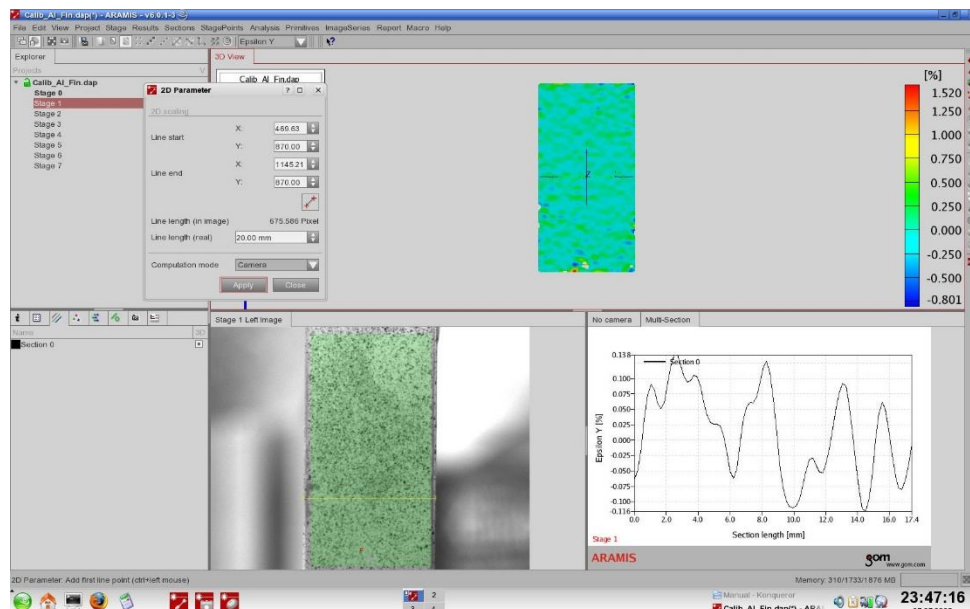 Calib_Al_Fin.dap(*) - ARAMIS - v6.0.1-3
File Edit View Project Stage Results Sections StagePoints Analysis Primitives ImageSeries Report Macro Help
Epsilon Y
Explorer
3D View
Projects
Calib_Al_Fin.dap
Stage 0
Stage 1
Stage 2
Stage 3
Stage 4
Stage 5
Stage 6
Stage 7
Calib_Al_Fin.dap
2D Parameter
2D scaling
Line start
X: 469.63
Y: 870.00
Line end
X: 1145.21
Y: 870.00
Line length (in image) 675.586 Pixel
Line length (real) 20.00 mm
Computation mode Camera
Apply Close
[%]
1.520
1.250
1.000
0.750
0.500
0.250
0.000
-0.250
-0.500
-0.801
Z
Name 3D
Section 0
Stage 1 Left Image
No camera Multi-Section
Section 0
Epsilon Y [%]
0.138
0.100
0.075
0.050
0.025
0.000
-0.025
-0.050
-0.075
-0.100
-0.116
0.0 2.0 4.0 6.0 8.0 10.0 12.0 14.0 16.0 17.4
Section length [mm]
Stage 1
ARAMIS
gom
www.gom.com
2D Parameter: Add first line point (ctrl+left mouse)
Memory: 310/1733/1876 MB
2
3 4
Manual - Konqueror
Calib_Al_Fin.dap(*) - ARA
23:47:16